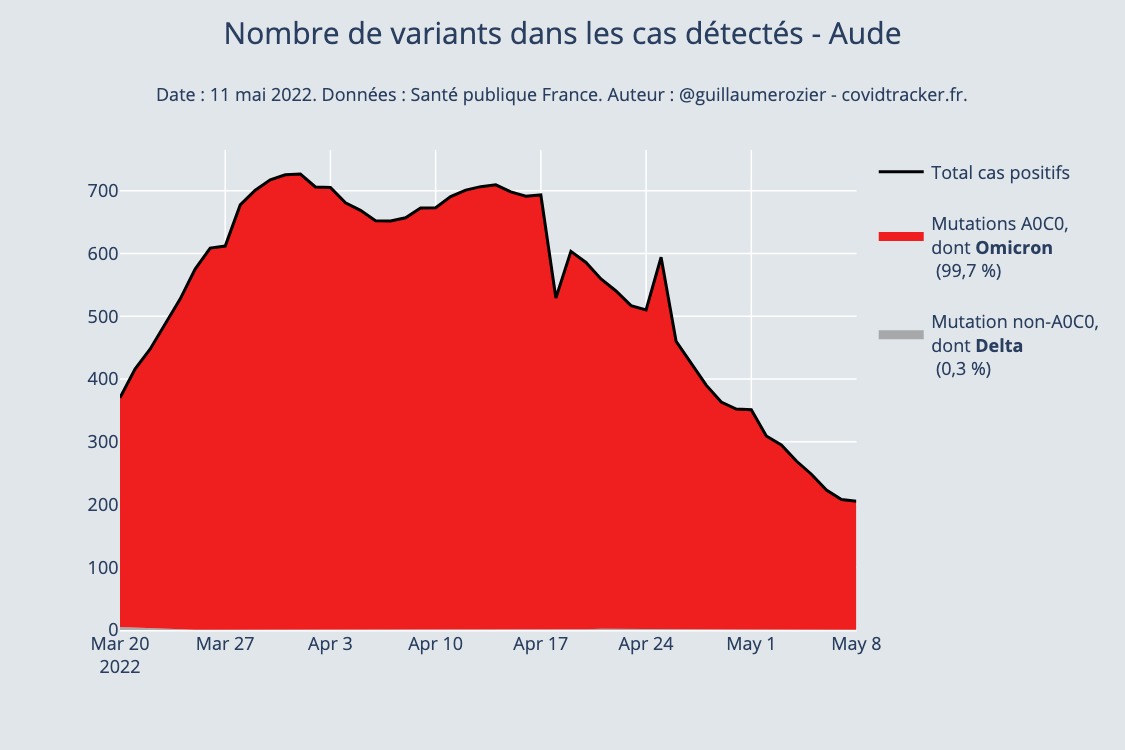 Nombre de variants dans les cas détectés - Aude
Date : 11 mai 2022. Données : Santé publique France. Auteur : @guillaumerozier - covidtracker.fr.
Total cas positifs
Mutations A0C0,
dont Omicron
(99,7 %)
Mutation non-A0C0,
dont Delta
(0,3 %)
700
600
500
400
300
200
100
0
Mar 20
2022
Mar 27
Apr 3
Apr 10
Apr 17
Apr 24
May 1
May 8